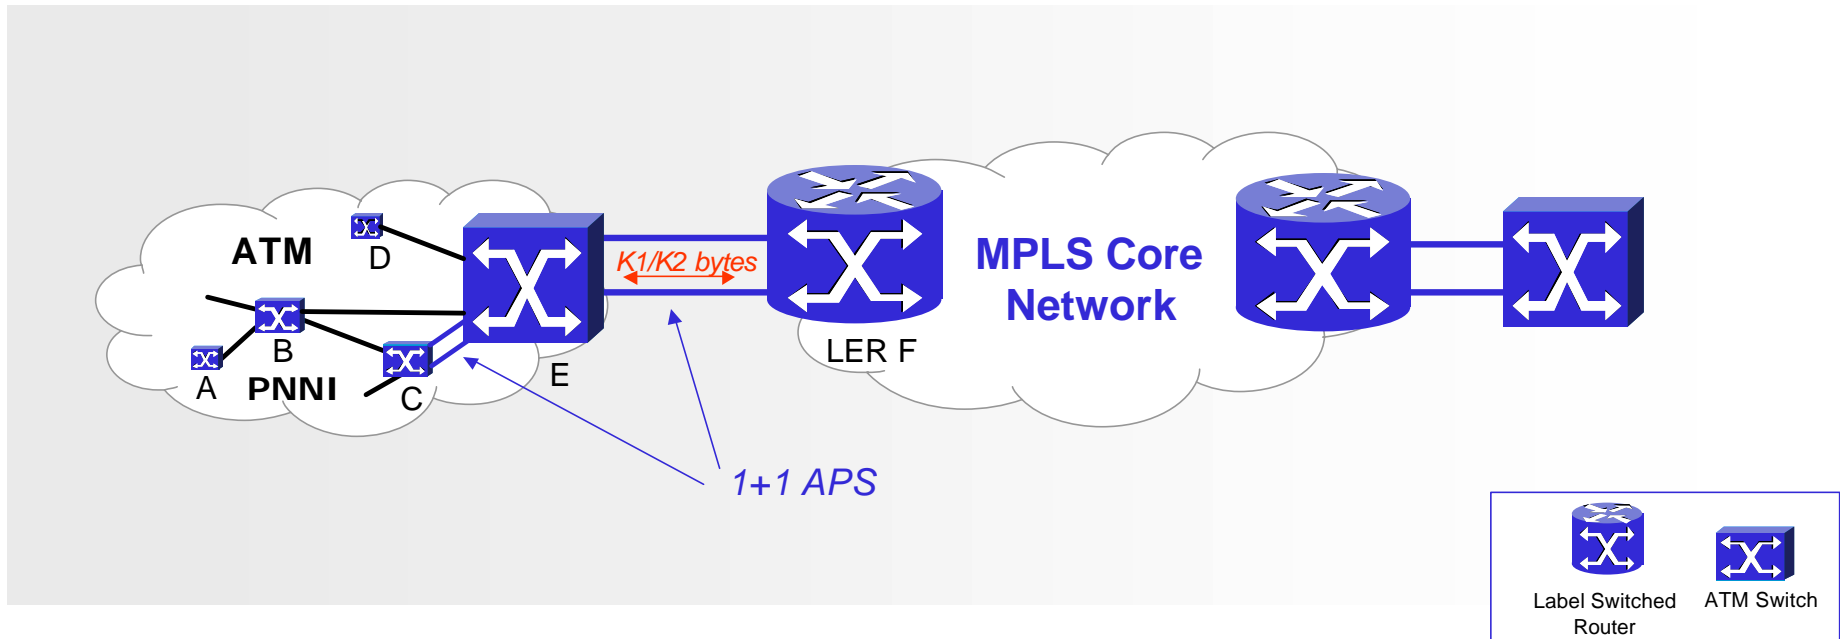 ATM
D
K1/K2 bytes
MPLS Core
Network
B
LER F
A
PNNI
C
E
1+1 APS
Label Switched
Router
ATM Switch